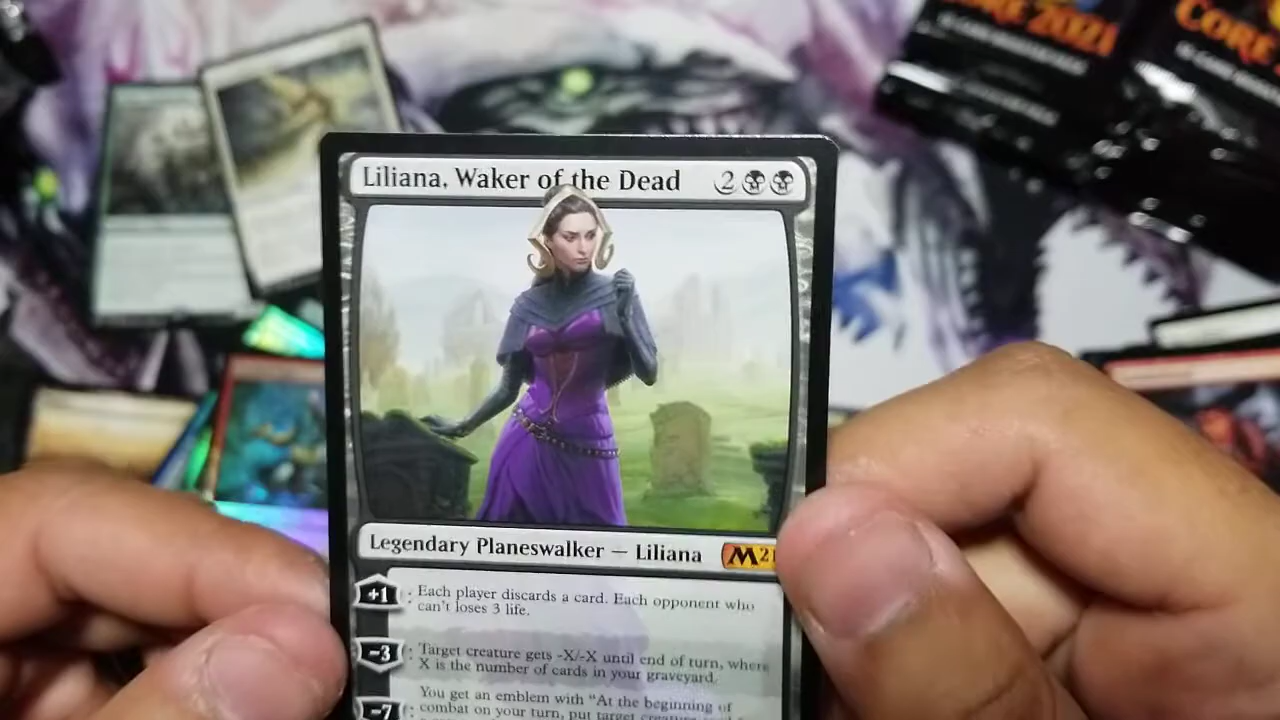 CORE 2021
CORE
Liliana, Waker of the Dead 2
Legendary Planeswalker — Liliana M21
+1 : Each player discards a card. Each opponent who
can't loses 3 life.
−3 : Target creature gets -X/-X until end of turn, where
X is the number of cards in your graveyard.
You get an emblem with "At the beginning of
−7 : combat on your turn, put target creature